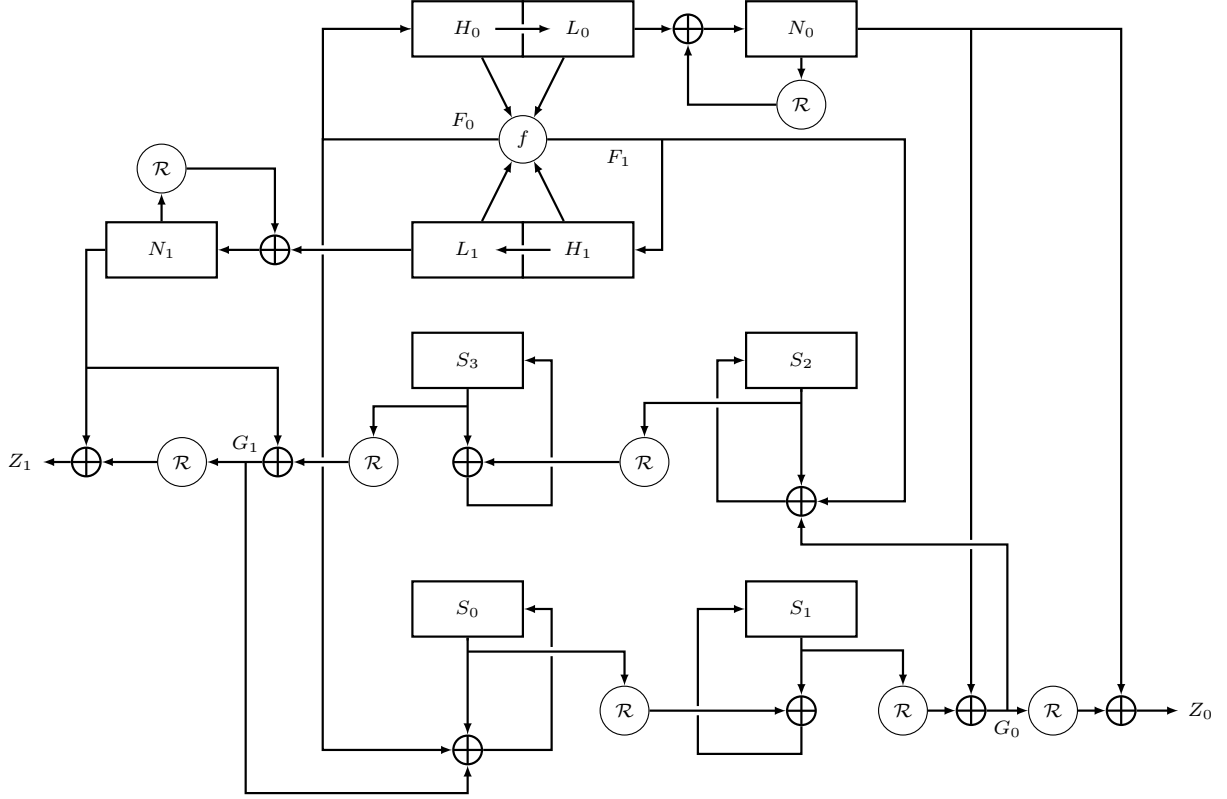 H₀ L₀ N₀
ℛ
F₀ f F₁
ℛ
N₁ L₁ H₁
S₃ S₂
Z₁ ℛ G₁ ℛ ℛ
S₀ S₁
ℛ ℛ G₀ ℛ Z₀